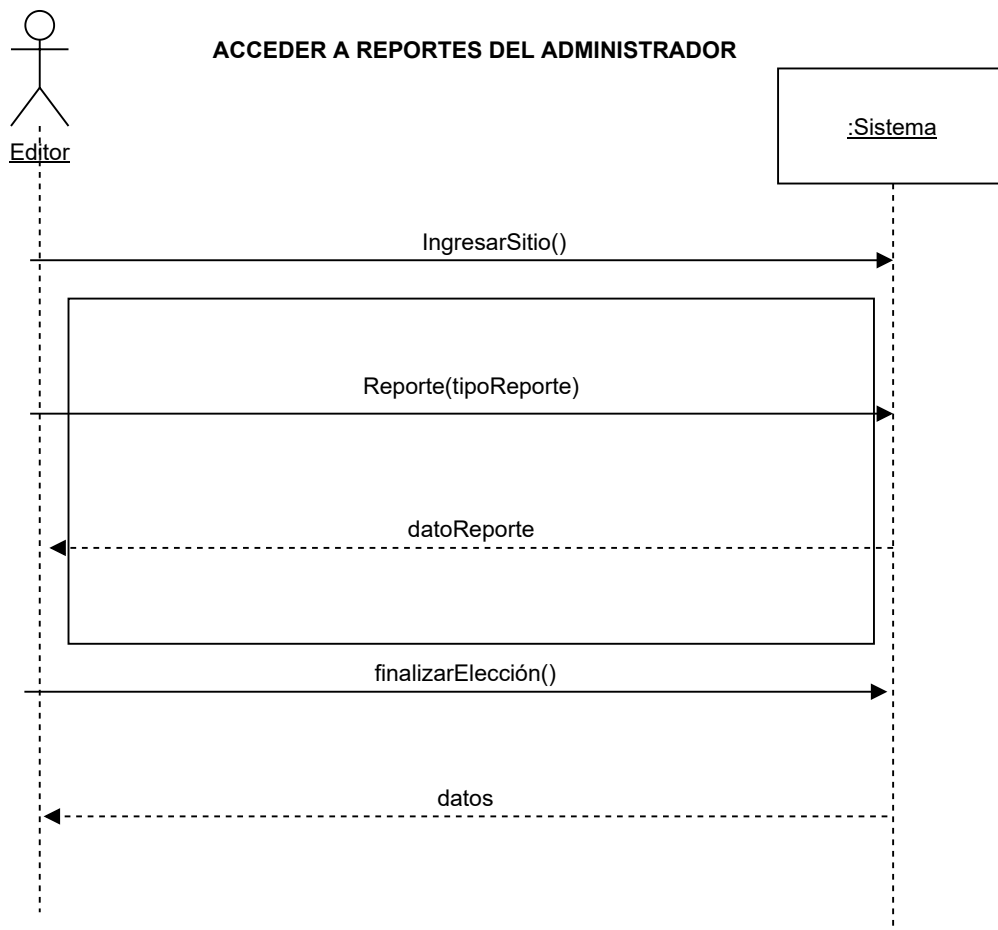 ACCEDER A REPORTES DEL ADMINISTRADOR
:Sistema
Editor
IngresarSitio()
Reporte(tipoReporte)
datoReporte
finalizarElección()
datos